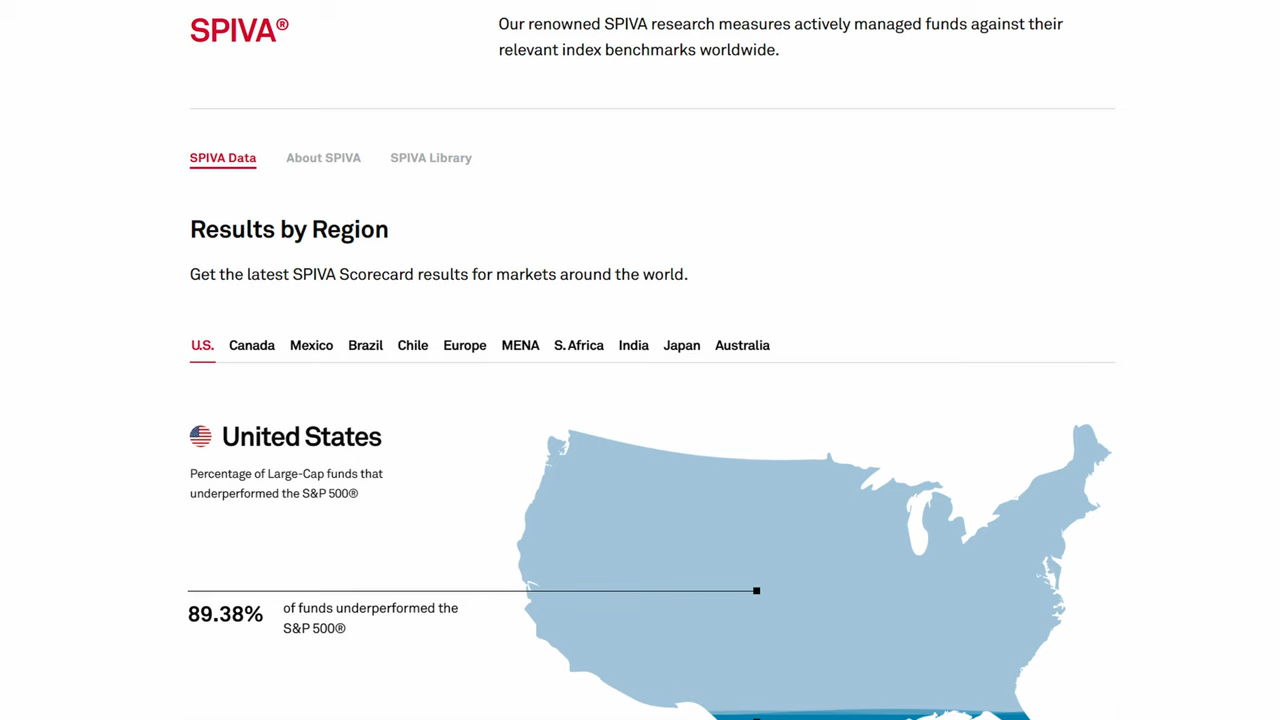 SPIVA®
Our renowned SPIVA research measures actively managed funds against their
relevant index benchmarks worldwide.
SPIVA Data About SPIVA SPIVA Library
Results by Region
Get the latest SPIVA Scorecard results for markets around the world.
U.S. Canada Mexico Brazil Chile Europe MENA S. Africa India Japan Australia
United States
Percentage of Large-Cap funds that
underperformed the S&P 500®
89.38%
of funds underperformed the
S&P 500®